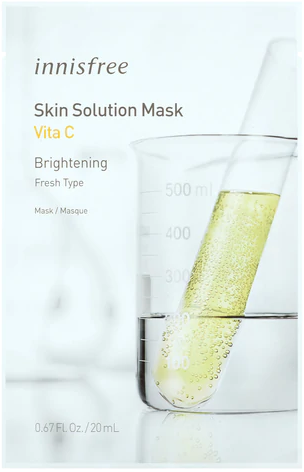 innisfree
Skin Solution Mask
Vita C
Brightening
Fresh Type
Mask / Masque
500 ml
400
300
0.67 FL Oz. / 20 mL